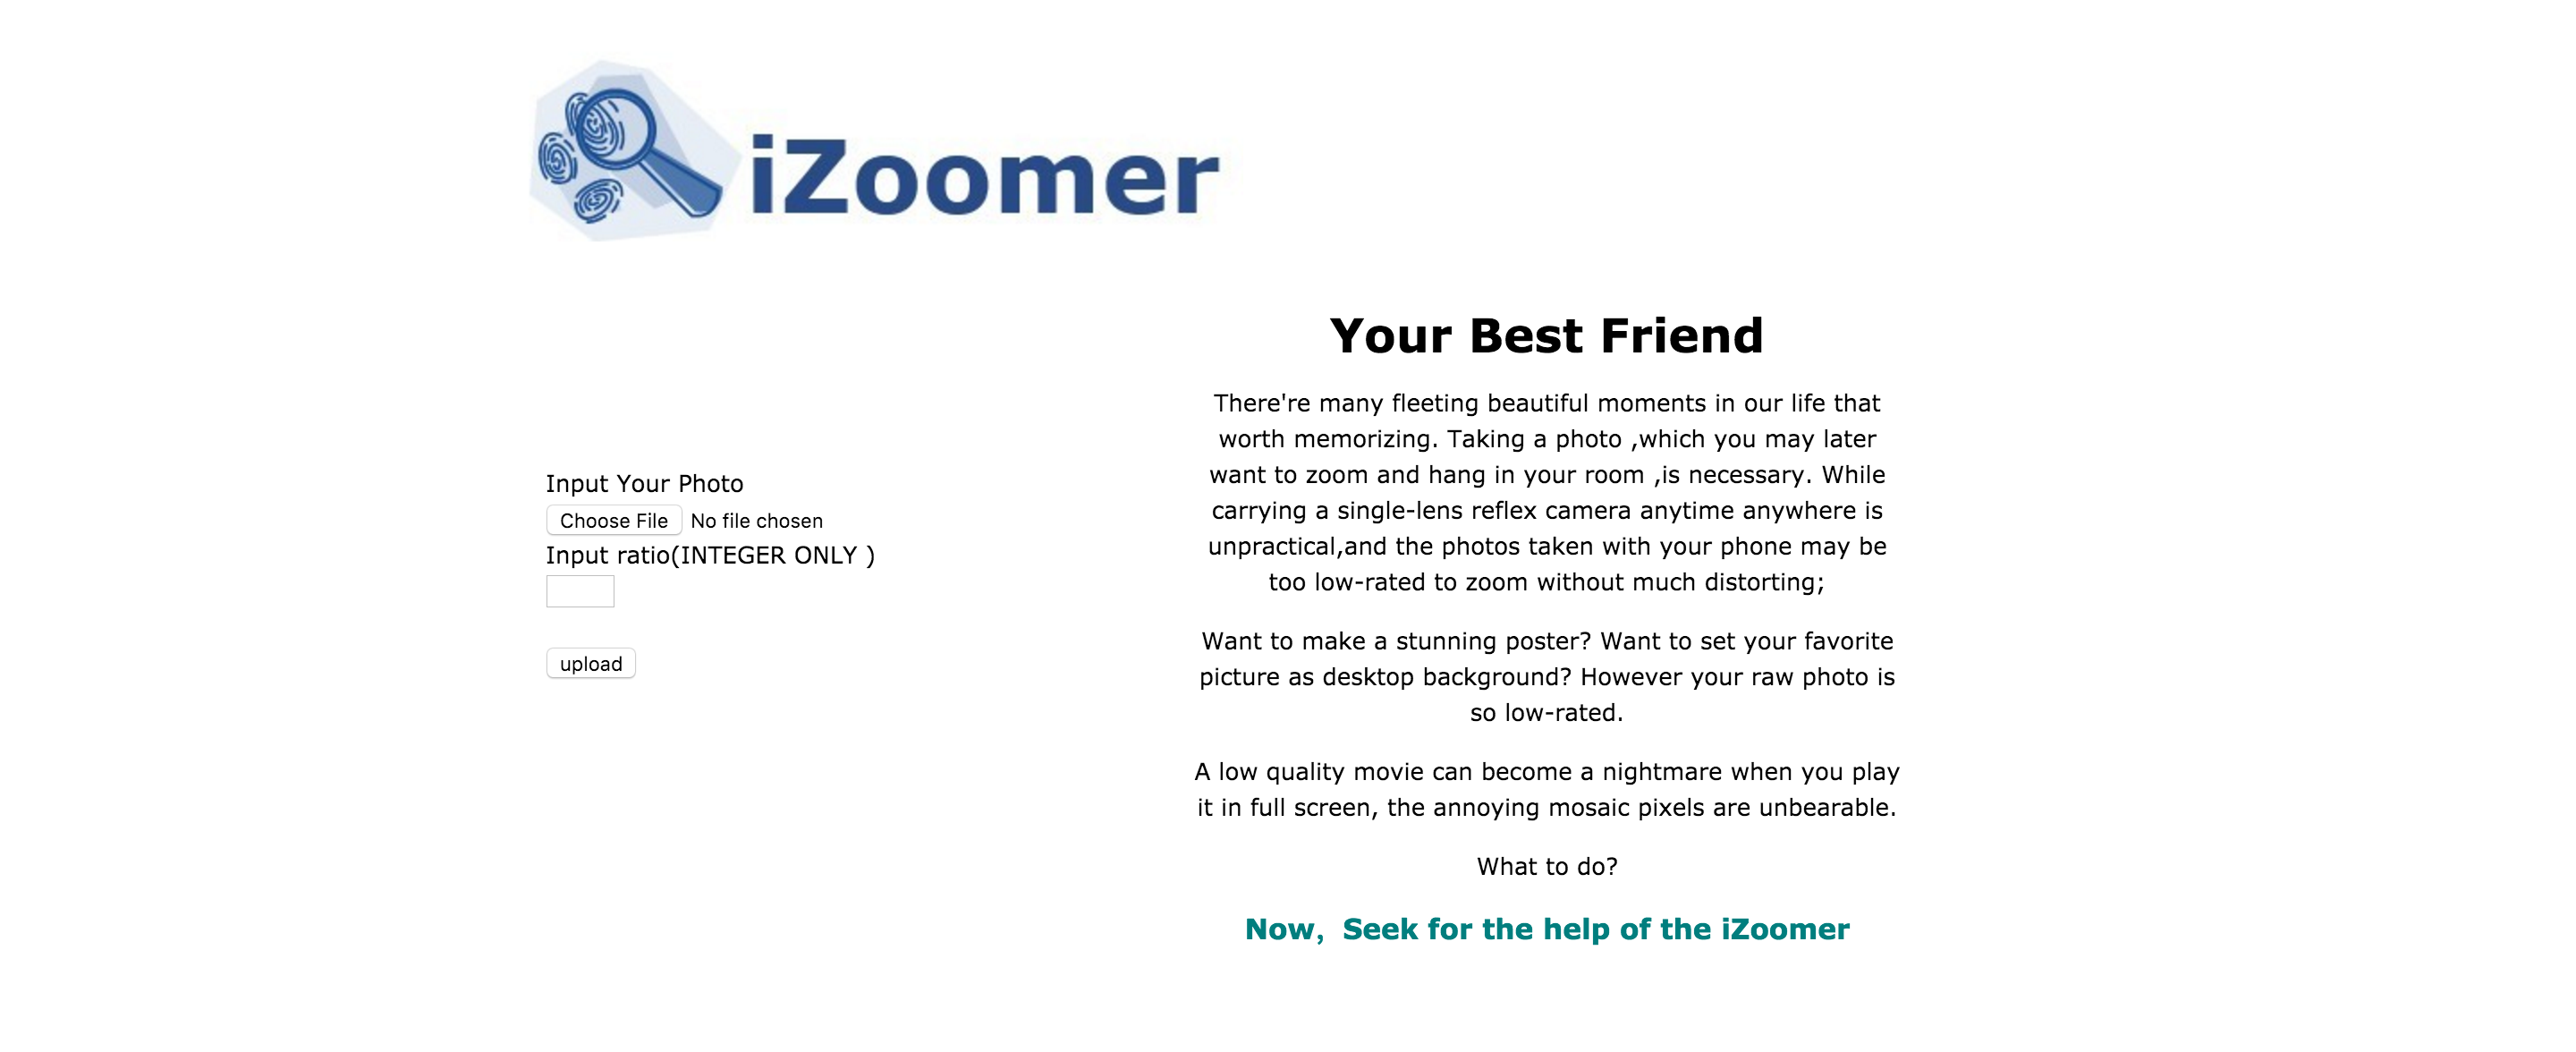 iZoomer
Input Your Photo
Choose File No file chosen
Input ratio(INTEGER ONLY )
upload
Your Best Friend
There're many fleeting beautiful moments in our life that
worth memorizing. Taking a photo ,which you may later
want to zoom and hang in your room ,is necessary. While
carrying a single-lens reflex camera anytime anywhere is
unpractical,and the photos taken with your phone may be
too low-rated to zoom without much distorting;
Want to make a stunning poster? Want to set your favorite
picture as desktop background? However your raw photo is
so low-rated.
A low quality movie can become a nightmare when you play
it in full screen, the annoying mosaic pixels are unbearable.
What to do?
Now,  Seek for the help of the iZoomer